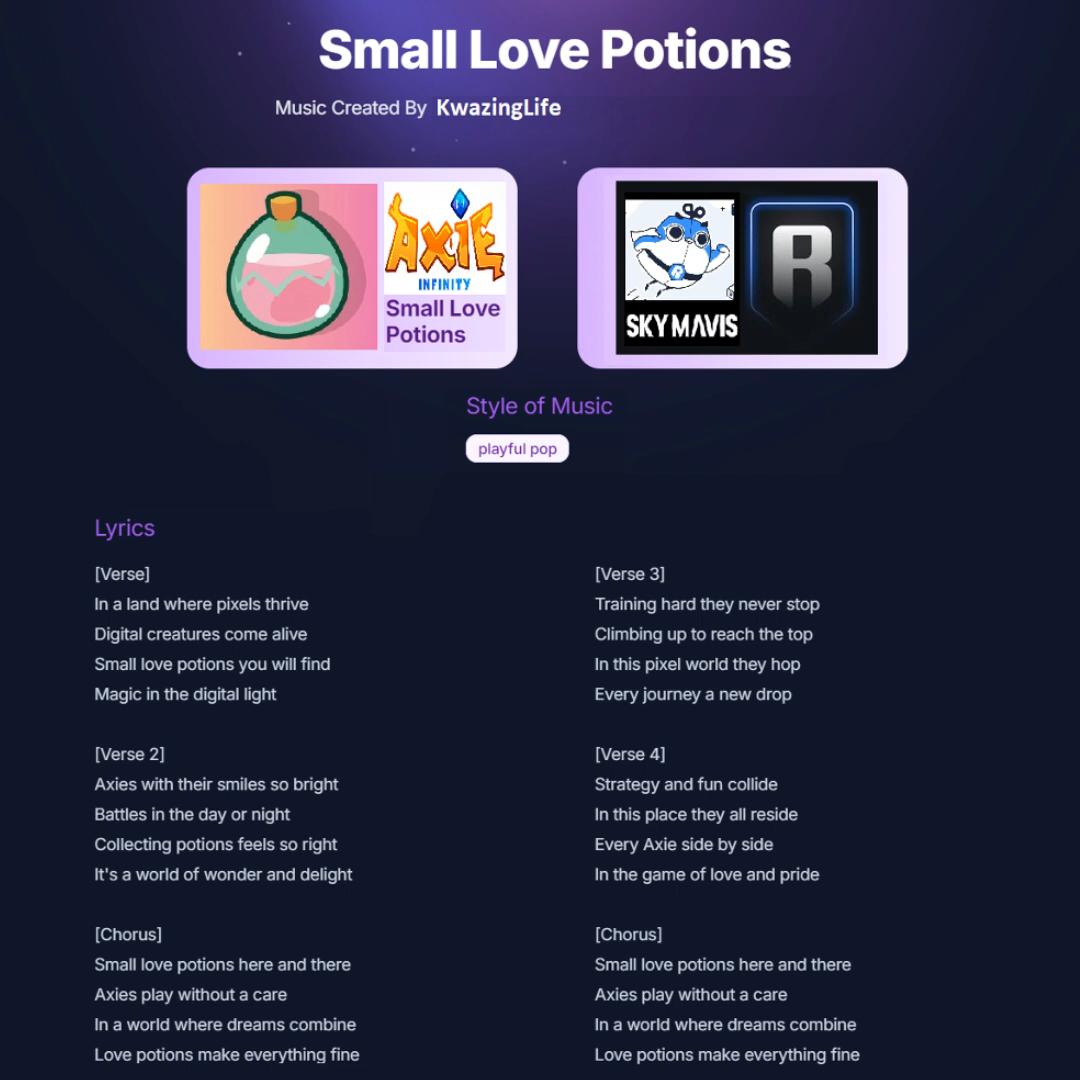 Small Love Potions
Music Created By KwazingLife
AXIE
INFINITY
Small Love
Potions
SKY MAVIS
R
Style of Music
playful pop
Lyrics
[Verse]
In a land where pixels thrive
Digital creatures come alive
Small love potions you will find
Magic in the digital light
[Verse 2]
Axies with their smiles so bright
Battles in the day or night
Collecting potions feels so right
It's a world of wonder and delight
[Chorus]
Small love potions here and there
Axies play without a care
In a world where dreams combine
Love potions make everything fine
[Verse 3]
Training hard they never stop
Climbing up to reach the top
In this pixel world they hop
Every journey a new drop
[Verse 4]
Strategy and fun collide
In this place they all reside
Every Axie side by side
In the game of love and pride
[Chorus]
Small love potions here and there
Axies play without a care
In a world where dreams combine
Love potions make everything fine